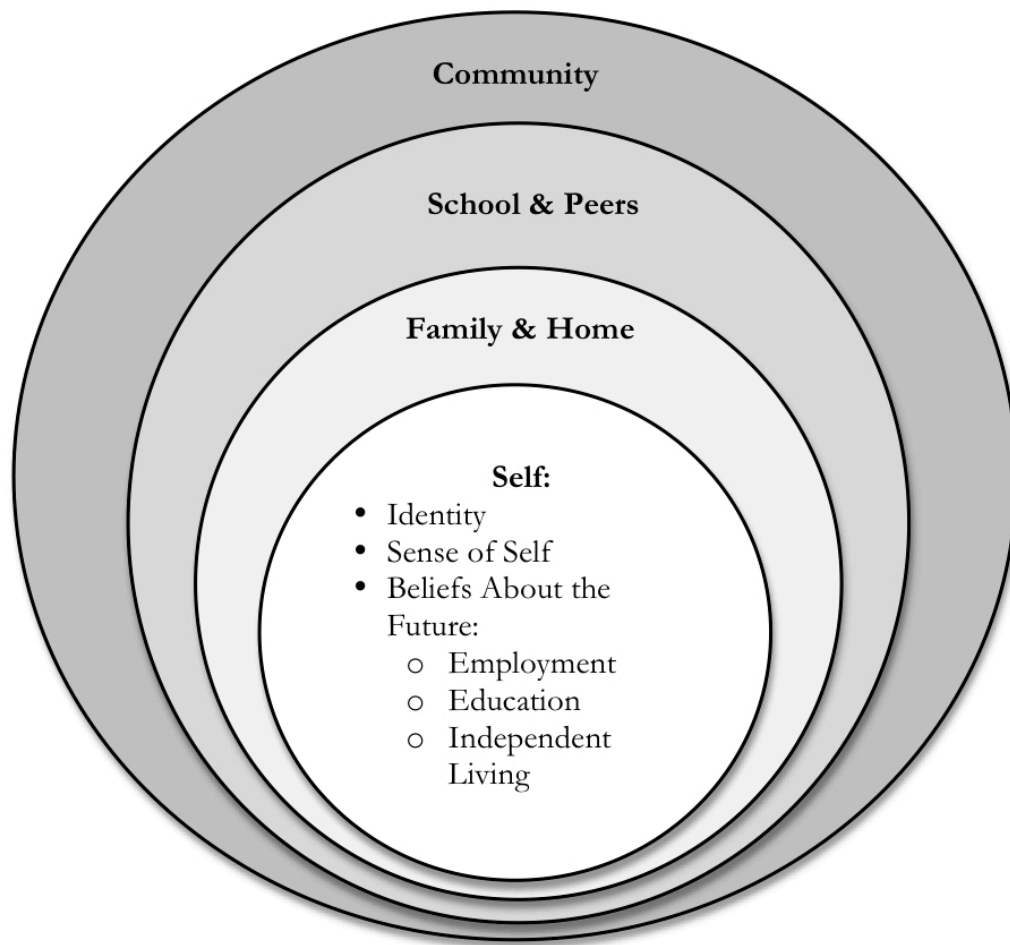 Community
School & Peers
Family & Home
Self:
• Identity
• Sense of Self
• Beliefs About the
Future:
o Employment
o Education
o Independent
Living